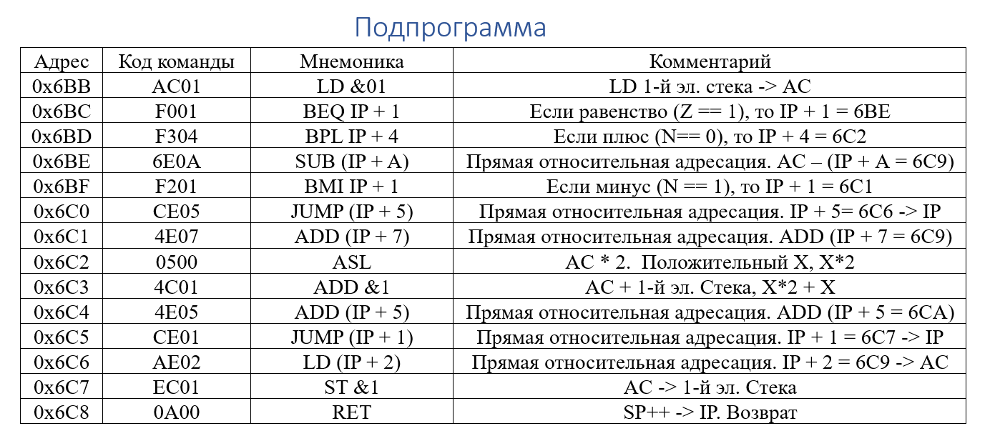 Подпрограмма
Адрес Код команды Мнемоника Комментарий
0x6BB AC01 LD &01 LD 1-й эл. стека -> AC
0x6BC F001 BEQ IP + 1 Если равенство (Z == 1), то IP + 1 = 6BE
0x6BD F304 BPL IP + 4 Если плюс (N== 0), то IP + 4 = 6C2
0x6BE 6E0A SUB (IP + A) Прямая относительная адресация. AC – (IP + A = 6C9)
0x6BF F201 BMI IP + 1 Если минус (N == 1), то IP + 1 = 6C1
0x6C0 CE05 JUMP (IP + 5) Прямая относительная адресация. IP + 5= 6C6 -> IP
0x6C1 4E07 ADD (IP + 7) Прямая относительная адресация. ADD (IP + 7 = 6C9)
0x6C2 0500 ASL AC * 2. Положительный X, X*2
0x6C3 4C01 ADD &1 AC + 1-й эл. Стека, X*2 + X
0x6C4 4E05 ADD (IP + 5) Прямая относительная адресация. ADD (IP + 5 = 6CA)
0x6C5 CE01 JUMP (IP + 1) Прямая относительная адресация. IP + 1 = 6C7 -> IP
0x6C6 AE02 LD (IP + 2) Прямая относительная адресация. IP + 2 = 6C9 -> AC
0x6C7 EC01 ST &1 AC -> 1-й эл. Стека
0x6C8 0A00 RET SP++ -> IP. Возврат